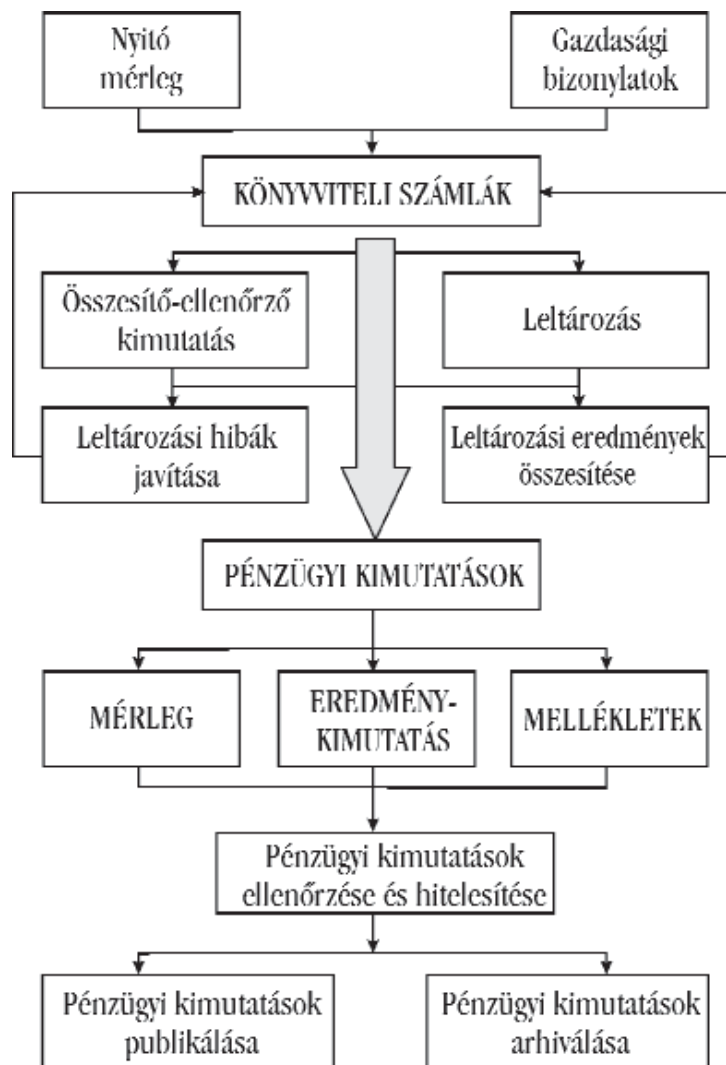 Nyitó
mérleg
Gazdasági
bizonylatok
KÖNYVVITELI SZÁMLÁK
Összesítő-ellenőrző
kimutatás
Leltározás
Leltározási hibák
javítása
Leltározási eredmények
összesítése
PÉNZÜGYI KIMUTATÁSOK
MÉRLEG
EREDMÉNY-
KIMUTATÁS
MELLÉKLETEK
Pénzügyi kimutatások
ellenőrzése és hitelesítése
Pénzügyi kimutatások
publikálása
Pénzügyi kimutatások
arhiválása